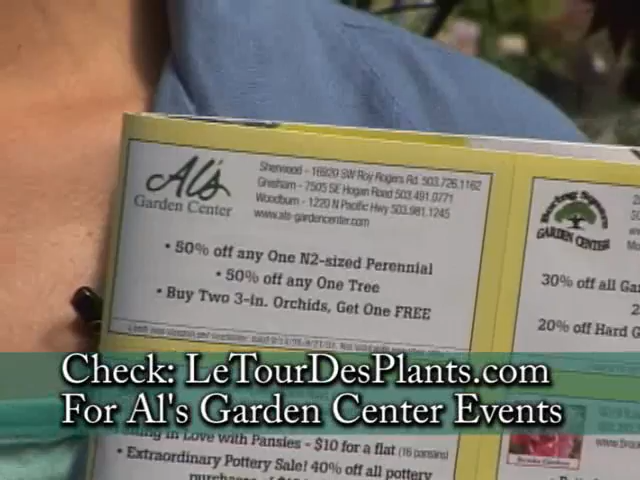 Al's
Garden Center
Sherwood - 16920 SW Roy Rogers Rd. 503.726.1162
Gresham - 7505 SE Hogan Road 503.491.0771
Woodburn - 1220 N Pacific Hwy 503.981.1245
www.als-gardencenter.com
• 50% off any One N2-sized Perennial
• 50% off any One Tree
• Buy Two 3-in. Orchids, Get One FREE
GARDEN CENTER
30% off all Ga
20% off Hard G
Check: LeTourDesPlants.com
For Al's Garden Center Events
in Love with Pansies - $10 for a flat (16 pansies)
• Extraordinary Pottery Sale! 40% off all pottery